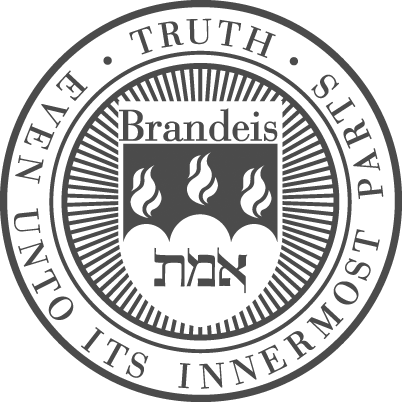 · TRUTH · EVEN UNTO ITS INNERMOST PARTS
Brandeis
אמת